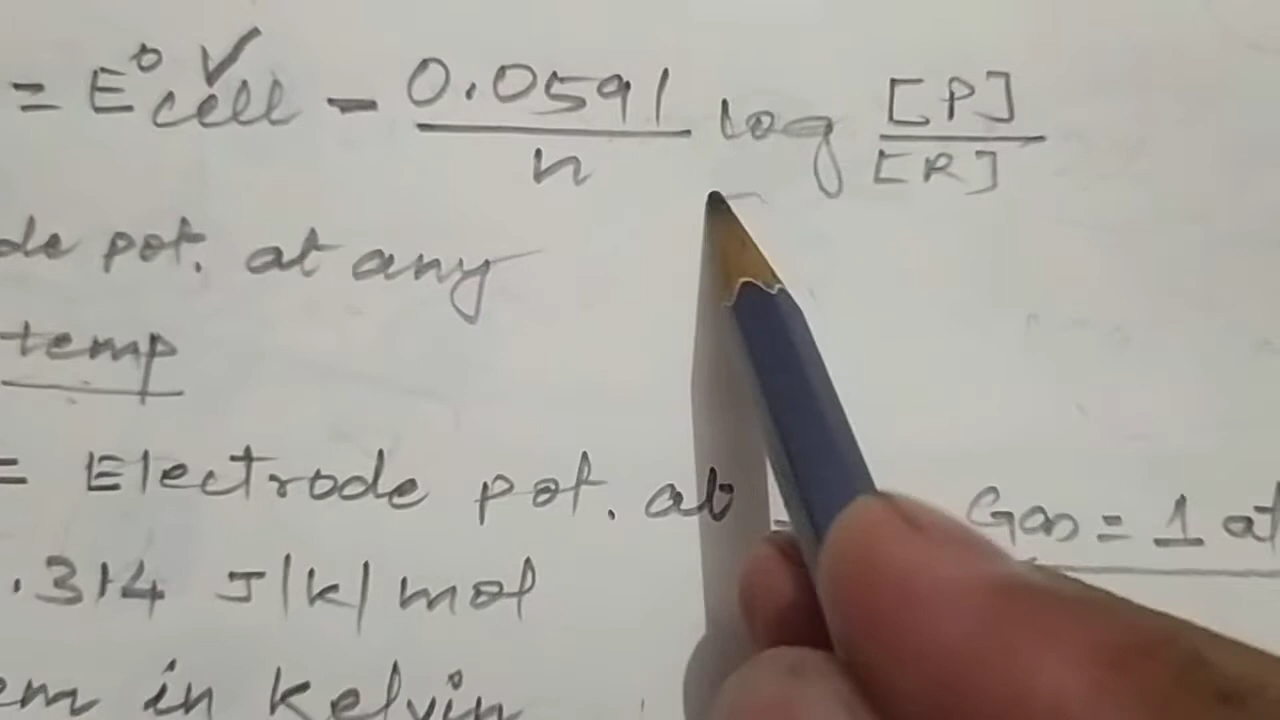 = E°cell - 0.0591/n log [P]/[R]
de pot. at any
temp
= Electrode pot. at
Gas = 1 at
.314 J/K/mol
em in kelvin